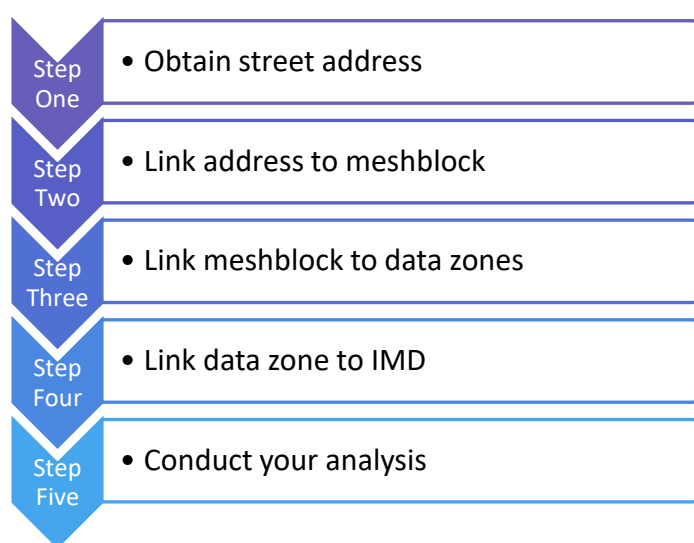 Step
One
• Obtain street address
Step
Two
• Link address to meshblock
Step
Three
• Link meshblock to data zones
Step
Four
• Link data zone to IMD
Step
Five
• Conduct your analysis